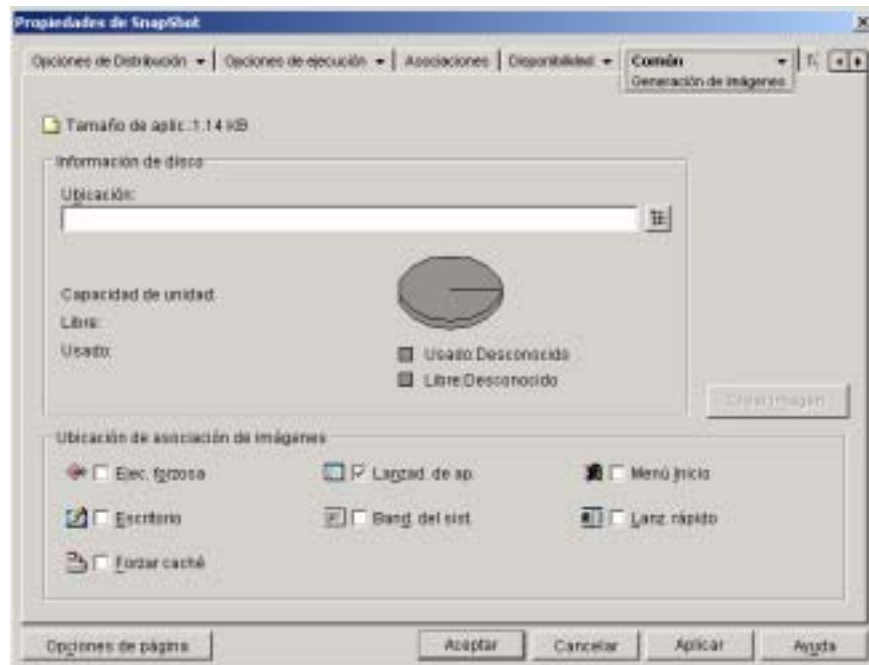 Propiedades de SnapShot
Opciones de Distribución
Opciones de ejecución
Asociaciones
Disponibilidad
Común
Generación de imágenes
Tamaño de aplic.:1.14 KB
Información de disco
Ubicación:
Capacidad de unidad:
Libre:
Usado:
Usado:Desconocido
Libre:Desconocido
Crear imagen
Ubicación de asociación de imágenes
Ejec. forzosa
Lanzad. de ap.
Menú Inicio
Escritorio
Band. del sist.
Lanz. rápido
Forzar caché
Opciones de página
Aceptar
Cancelar
Aplicar
Ayuda